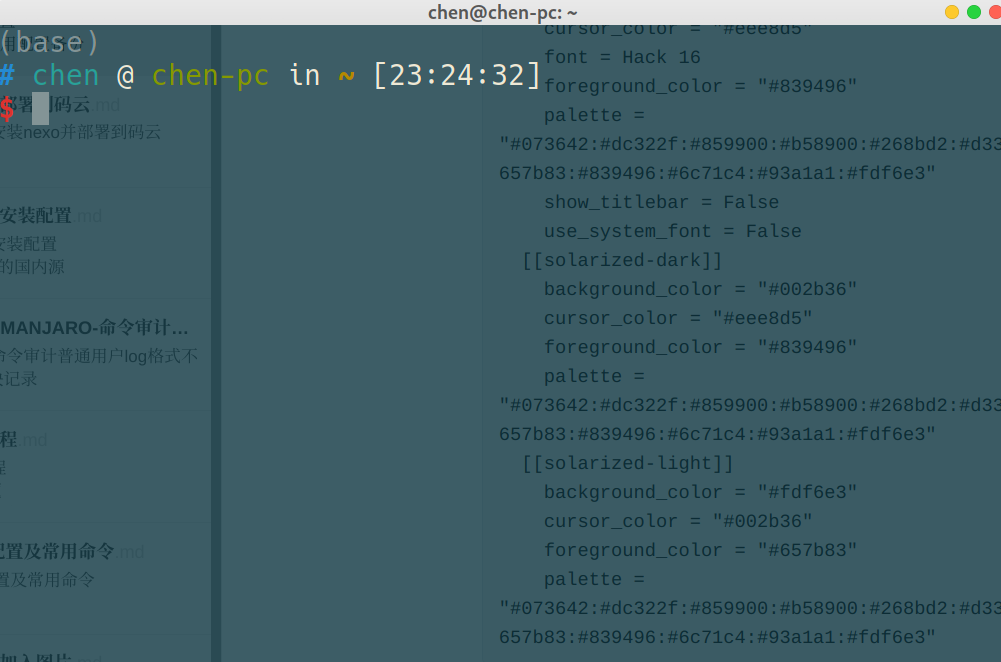 chen@chen-pc: ~
(base)
# chen @ chen-pc in ~ [23:24:32]
$
部署到码云.md
安装nexo并部署到码云
安装配置.md
安装配置
的国内源
MANJARO-命令审计…
命令审计普通用户log格式不
记录
程.md
配置及常用命令.md
置及常用命令
加入图片.md
cursor_color = "#eee8d5"
font = Hack 16
foreground_color = "#839496"
palette =
"#073642:#dc322f:#859900:#b58900:#268bd2:#d33
657b83:#839496:#6c71c4:#93a1a1:#fdf6e3"
show_titlebar = False
use_system_font = False
[[solarized-dark]]
background_color = "#002b36"
cursor_color = "#eee8d5"
foreground_color = "#839496"
palette =
"#073642:#dc322f:#859900:#b58900:#268bd2:#d33
657b83:#839496:#6c71c4:#93a1a1:#fdf6e3"
[[solarized-light]]
background_color = "#fdf6e3"
cursor_color = "#002b36"
foreground_color = "#657b83"
palette =
"#073642:#dc322f:#859900:#b58900:#268bd2:#d33
657b83:#839496:#6c71c4:#93a1a1:#fdf6e3"